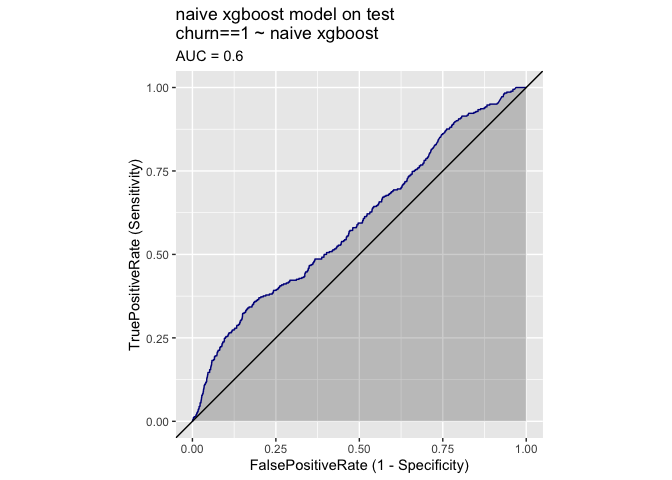 naive xgboost model on test
churn==1 ~ naive xgboost
AUC = 0.6
1.00
0.75
0.50
0.25
0.00
TruePositiveRate (Sensitivity)
0.00 0.25 0.50 0.75 1.00
FalsePositiveRate (1 - Specificity)